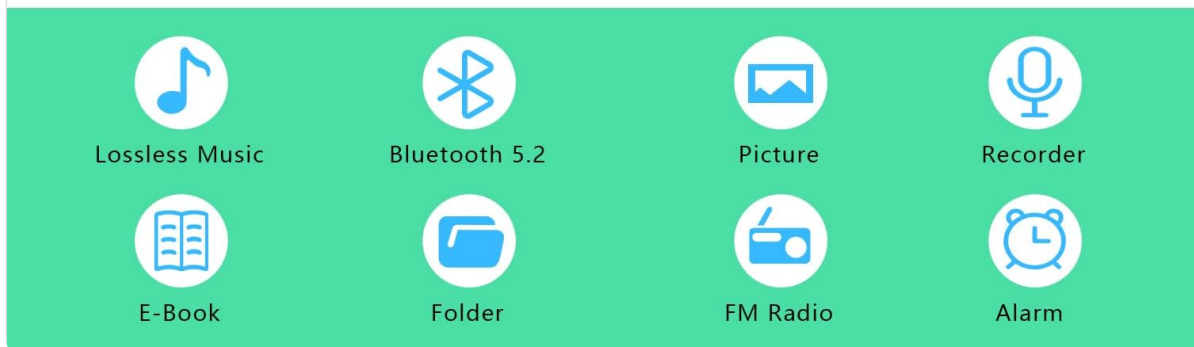 Lossless Music
Bluetooth 5.2
Picture
Recorder
E-Book
Folder
FM Radio
Alarm